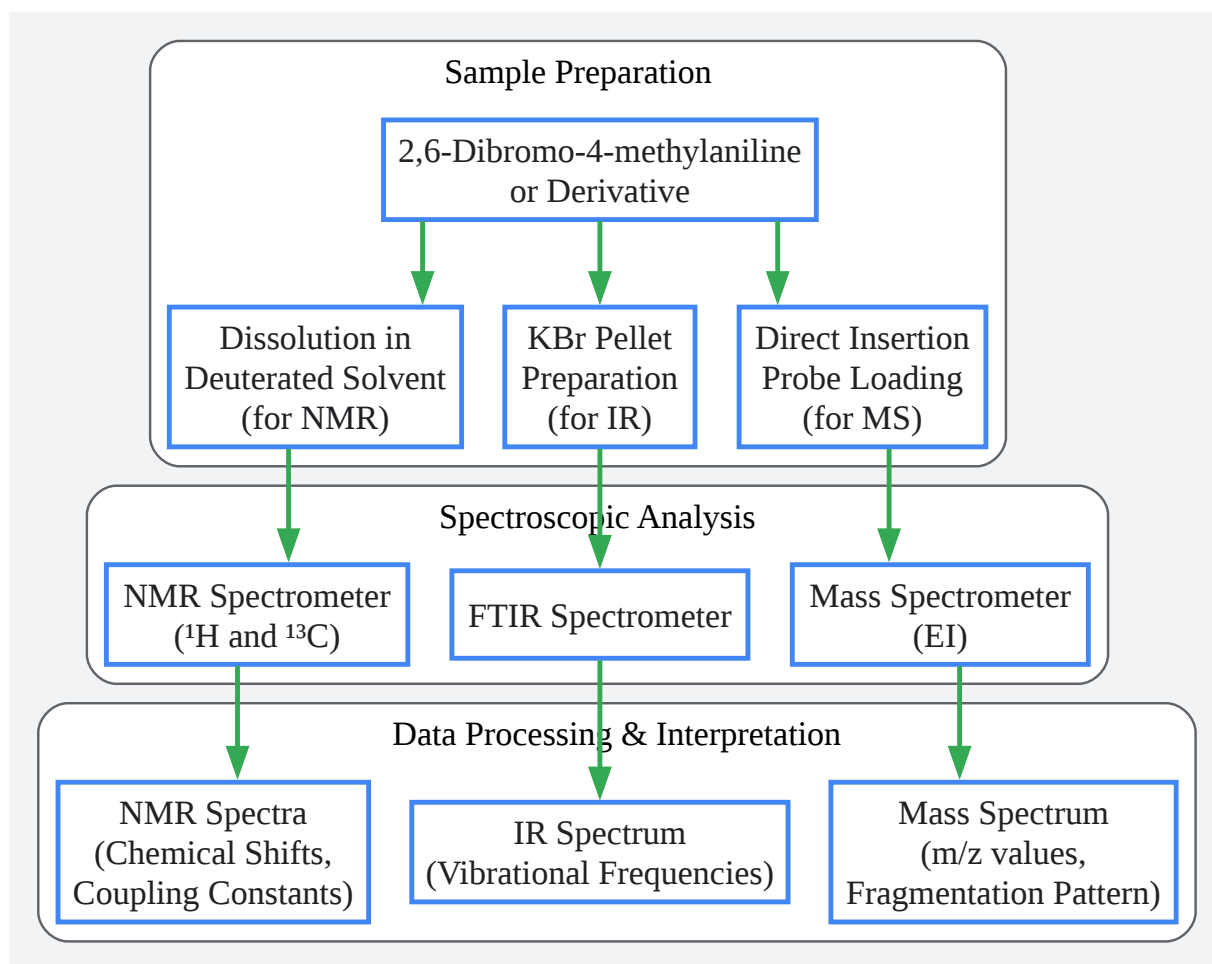 Sample Preparation
2,6-Dibromo-4-methylaniline
or Derivative
Dissolution in
Deuterated Solvent
(for NMR)
KBr Pellet
Preparation
(for IR)
Direct Insertion
Probe Loading
(for MS)
Spectroscopic Analysis
NMR Spectrometer
(¹H and ¹³C)
FTIR Spectrometer
Mass Spectrometer
(EI)
Data Processing & Interpretation
NMR Spectra
(Chemical Shifts,
Coupling Constants)
IR Spectrum
(Vibrational Frequencies)
Mass Spectrum
(m/z values,
Fragmentation Pattern)